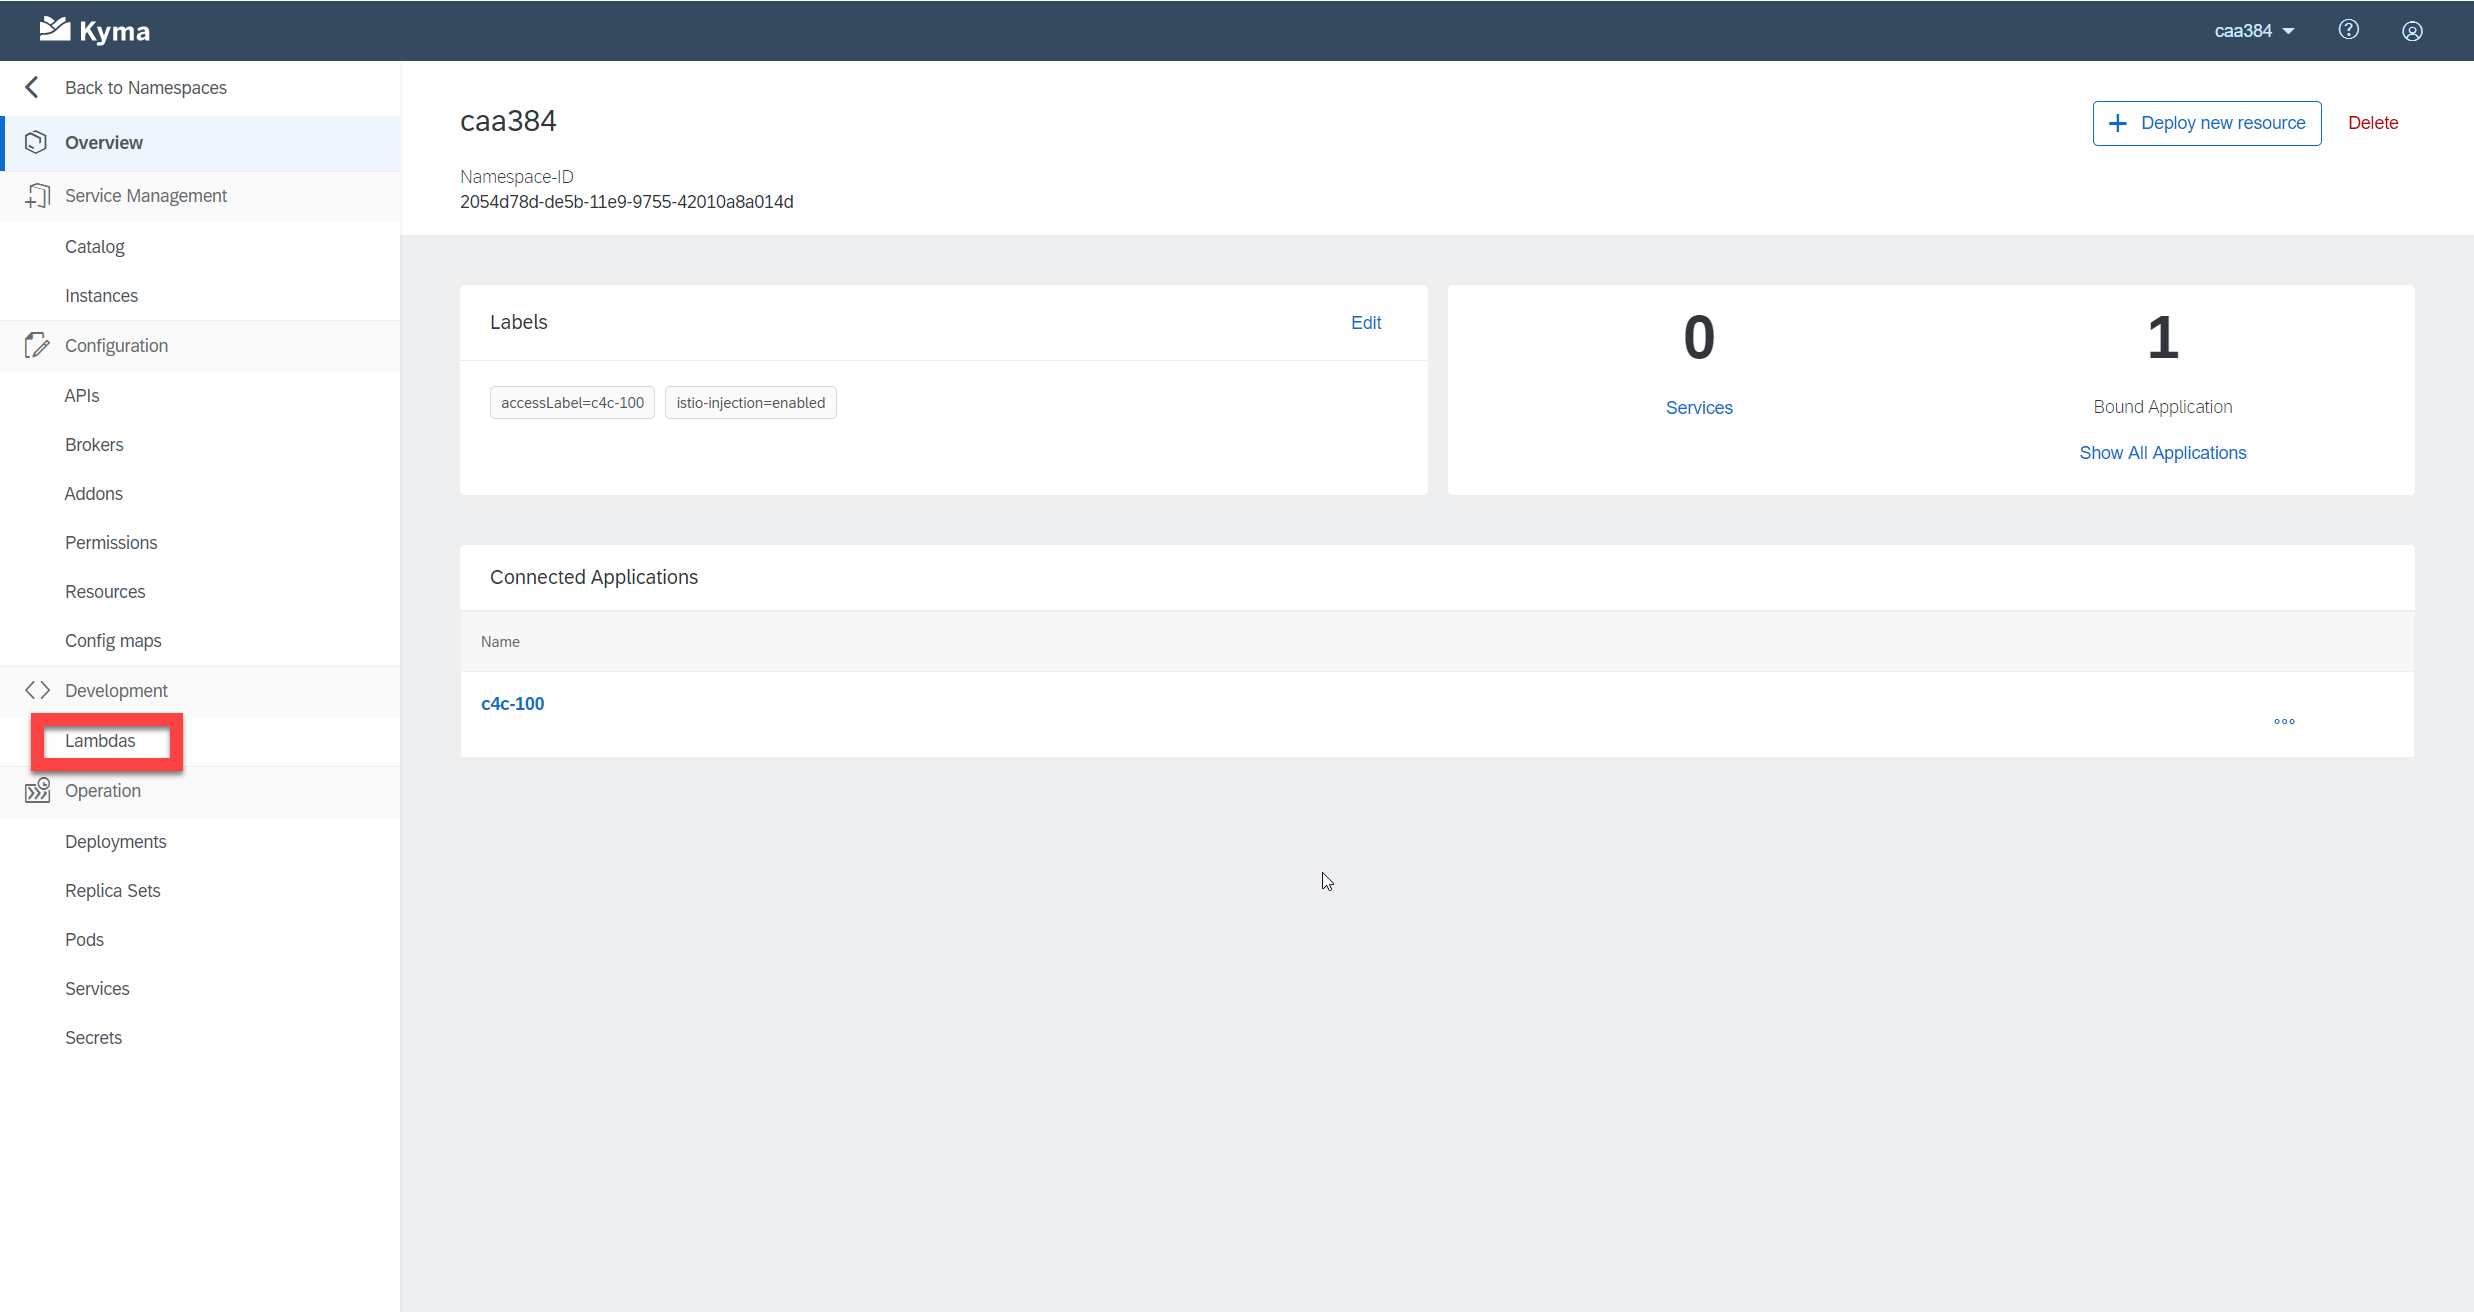 Kyma
caa384
Back to Namespaces
Overview
Service Management
Catalog
Instances
Configuration
APIs
Brokers
Addons
Permissions
Resources
Config maps
Development
Lambdas
Operation
Deployments
Replica Sets
Pods
Services
Secrets
caa384
Deploy new resource
Delete
Namespace-ID
2054d78d-de5b-11e9-9755-42010a8a014d
Labels
Edit
accessLabel=c4c-100
istio-injection=enabled
0
Services
1
Bound Application
Show All Applications
Connected Applications
Name
c4c-100